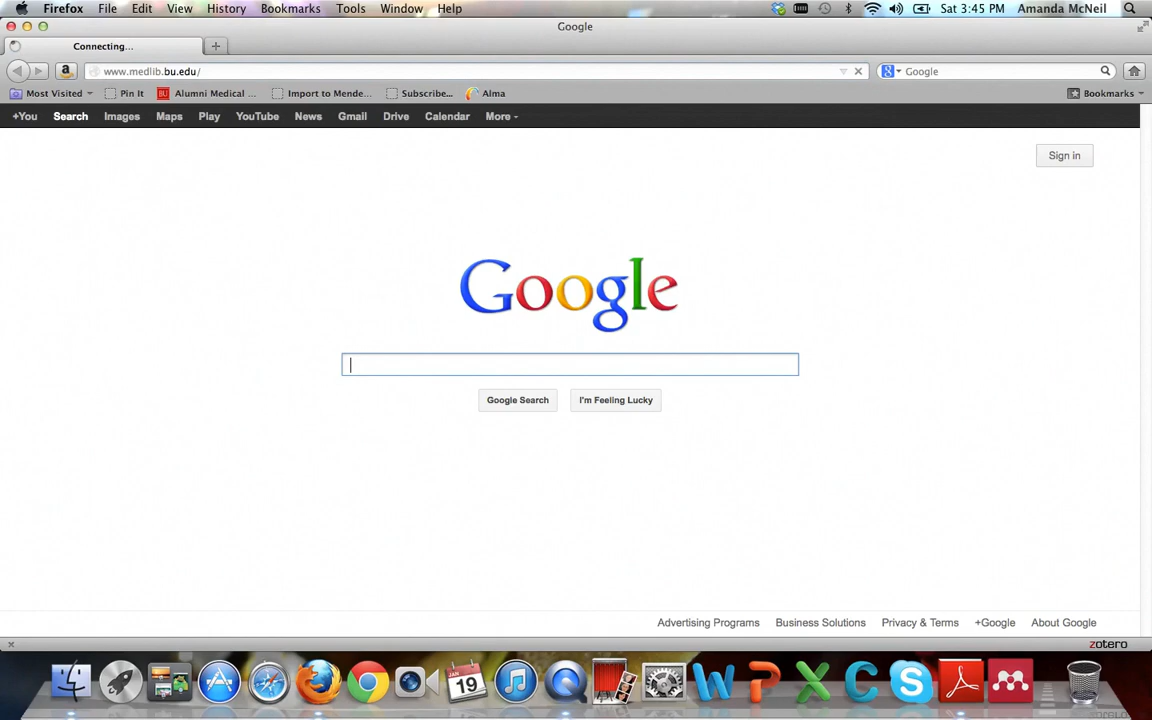 Firefox File Edit View History Bookmarks Tools Window Help Sat 3:45 PM Amanda McNeil
Google
Connecting...
www.medlib.bu.edu/ Google
Most Visited Pin It Alumni Medical ... Import to Mende... Subscribe... Alma Bookmarks
+You Search Images Maps Play YouTube News Gmail Drive Calendar More
Sign in
Google
Google Search I'm Feeling Lucky
Advertising Programs Business Solutions Privacy & Terms +Google About Google
zotero
JAN
19